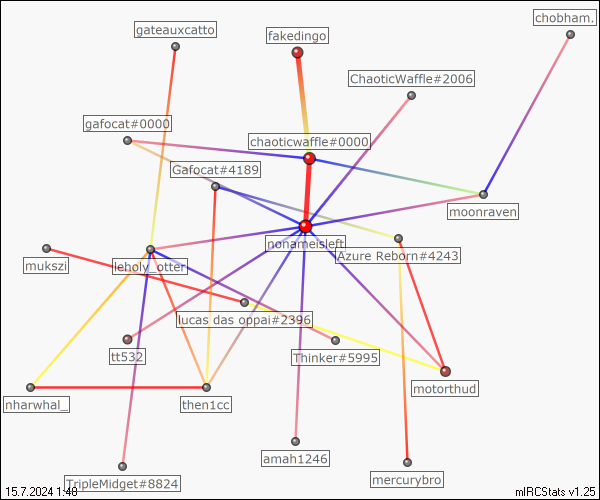 chobham.
gateauxcatto
fakedingo
ChaoticWaffle#2006
gafocat#0000
chaoticwaffle#0000
Gafocat#4189
moonraven
nonameisleft
Azure Reborn#4243
mukszi
leholy_otter
lucas das oppai#2396
tt532
Thinker#5995
motorthud
nharwhal_
then1cc
amah1246
TripleMidget#8824
mercurybro
15.7.2024 1:48
mIRCStats v1.25